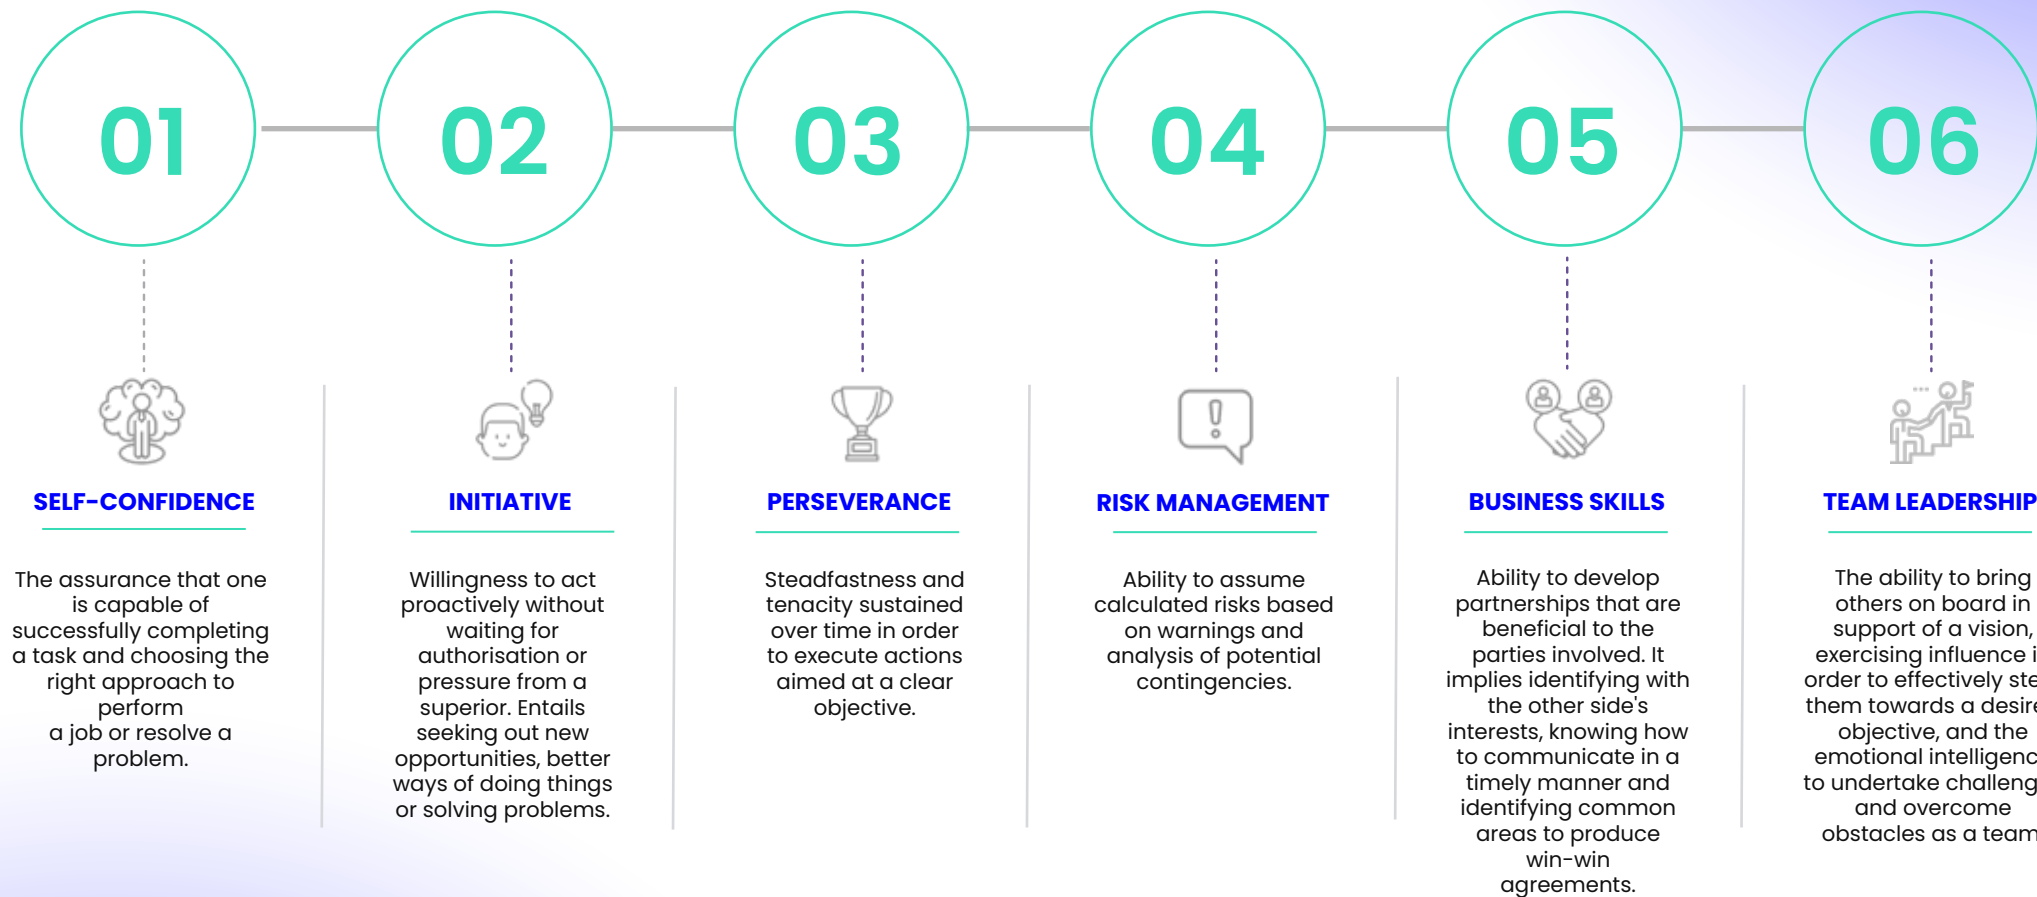 01
02
03
04
05
06
SELF-CONFIDENCE
The assurance that one
is capable of
successfully completing
a task and choosing the
right approach to
perform
a job or resolve a
problem.
INITIATIVE
Willingness to act
proactively without
waiting for
authorisation or
pressure from a
superior. Entails
seeking out new
opportunities, better
ways of doing things
or solving problems.
PERSEVERANCE
Steadfastness and
tenacity sustained
over time in order
to execute actions
aimed at a clear
objective.
RISK MANAGEMENT
Ability to assume
calculated risks based
on warnings and
analysis of potential
contingencies.
BUSINESS SKILLS
Ability to develop
partnerships that are
beneficial to the
parties involved. It
implies identifying with
the other side's
interests, knowing how
to communicate in a
timely manner and
identifying common
areas to produce
win-win
agreements.
TEAM LEADERSHIP
The ability to bring
others on board in
support of a vision,
exercising influence
order to effectively
them towards a
objective, and the
emotional
to undertake
and overcome
obstacles as a team